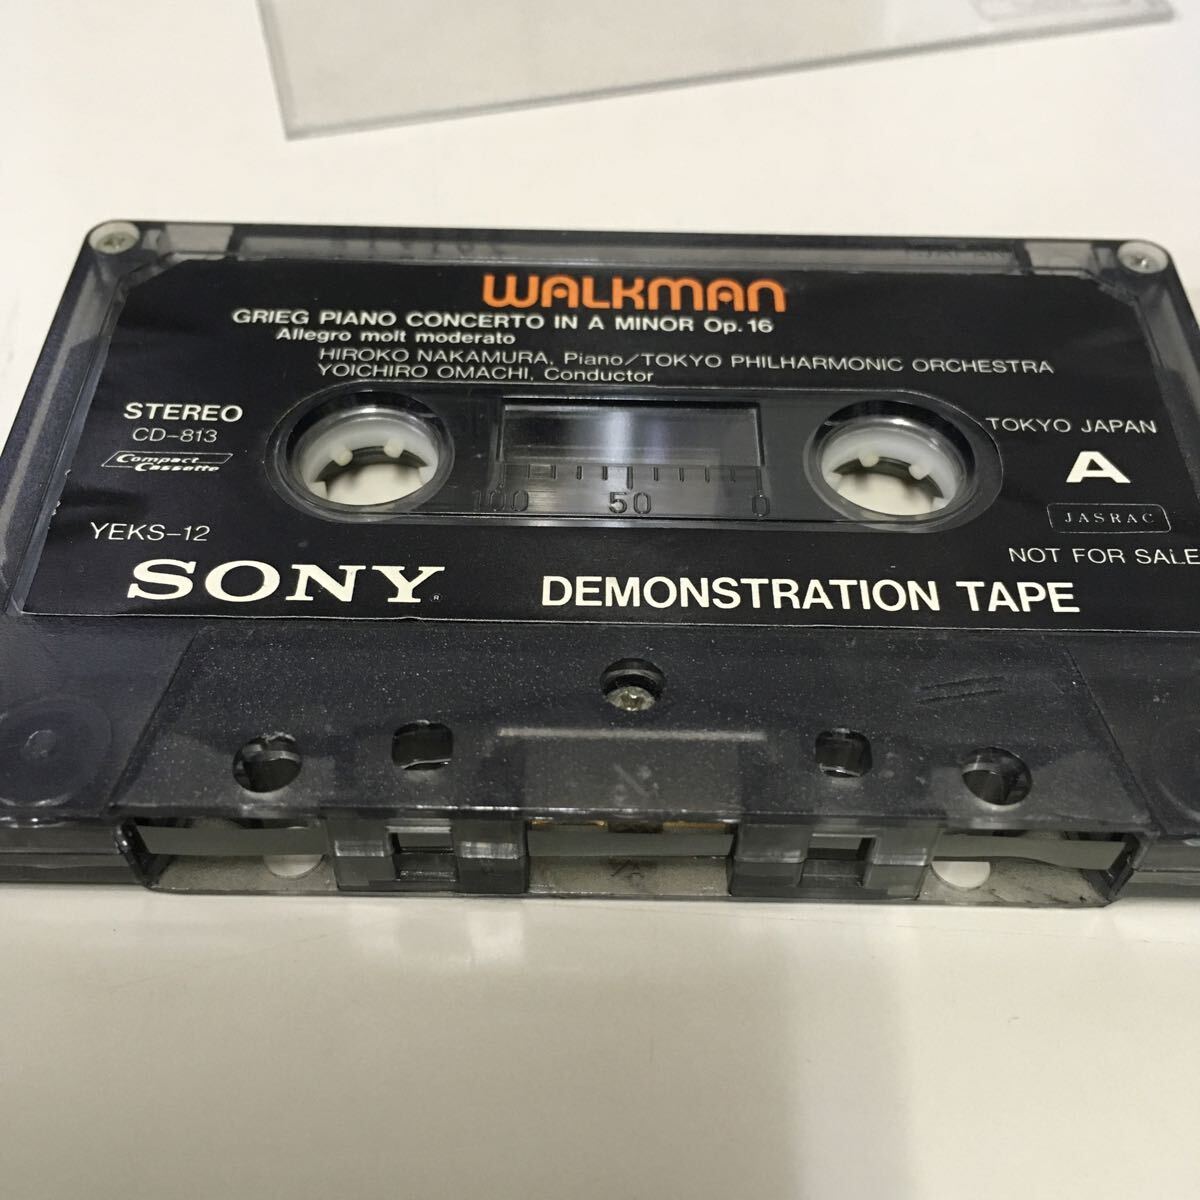 WALKMAN
GRIEG PIANO CONCERTO IN A MINOR Op.16
Allegro molt moderato
HIROKO NAKAMURA, Piano/TOKYO PHILHARMONIC ORCHESTRA
YOICHIRO OMACHI, Conductor
STEREO
CD-813
Compact Cassette
TOKYO JAPAN
A
100 50 0
JASRAC
YEKS-12
NOT FOR SALE
SONY®
DEMONSTRATION TAPE